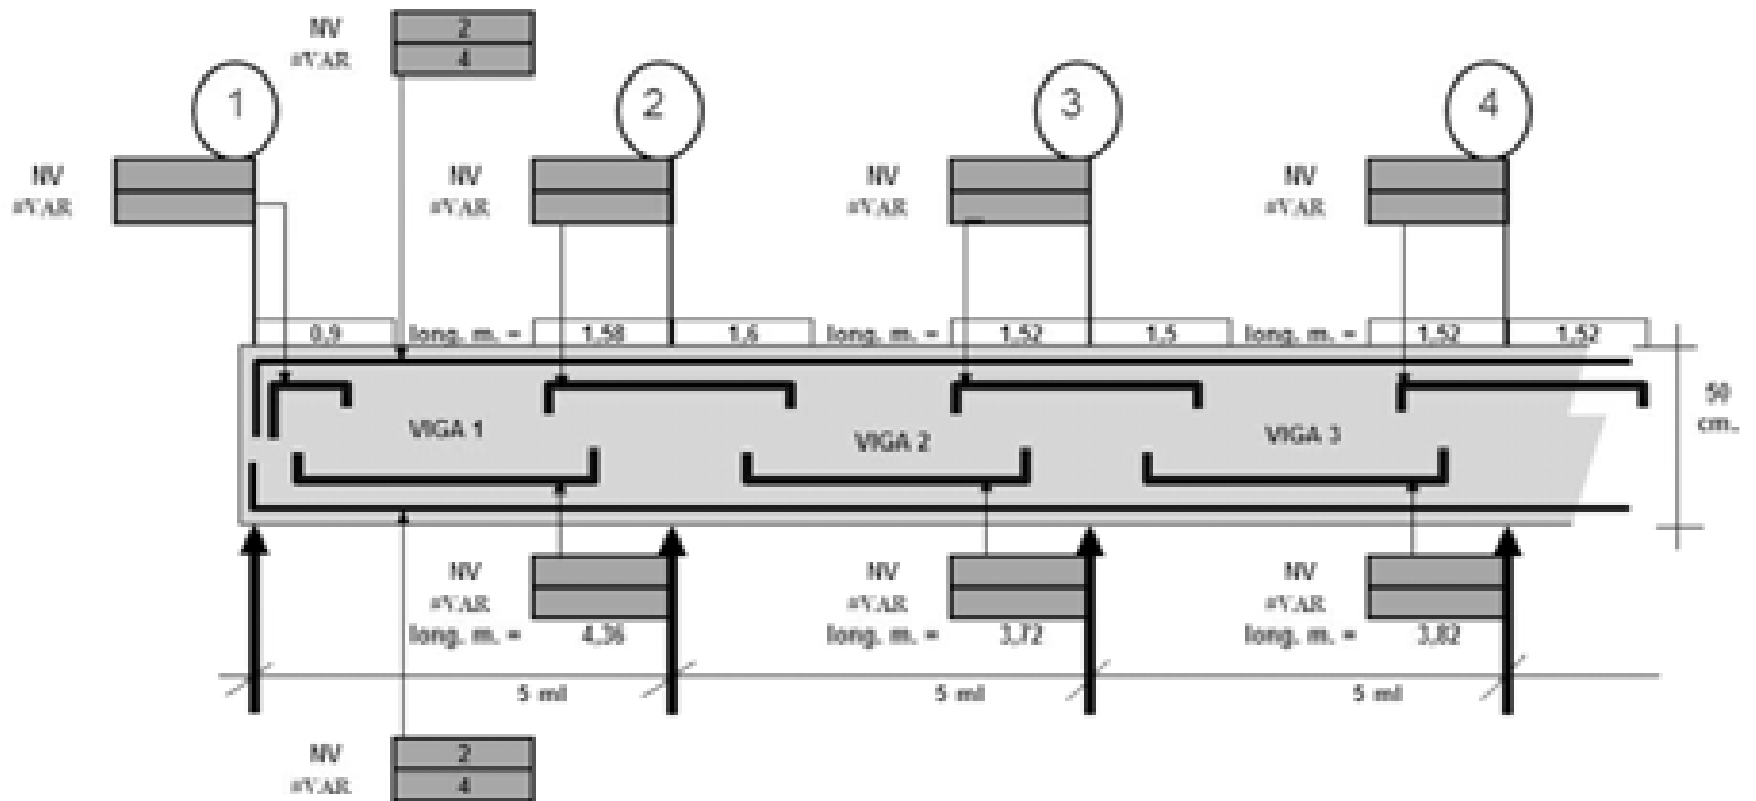 NV 2
#VAR 4
1 2 3 4
NV NV NV NV
#VAR #VAR #VAR #VAR
0,9 long. m. = 1,58 1,6 long. m. = 1,52 1,5 long. m. = 1,52 1,52
50
cm.
VIGA 1 VIGA 2 VIGA 3
NV NV NV
#VAR #VAR #VAR
long. m. = 4,36 long. m. = 3,72 long. m. = 3,82
5 ml 5 ml 5 ml
NV 2
#VAR 4